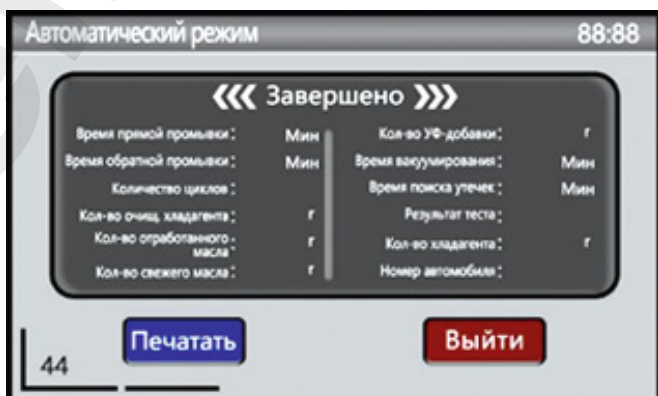 Автоматический режим 88:88
⟪⟨ Завершено ⟩⟫
Время прямой промывки: Мин
Время обратной промывки: Мин
Количество циклов:
Кол-во очищ. хладагента: г
Кол-во отработанного
масла: г
Кол-во свежего масла: г
Кол-во УФ-добавки: г
Время вакуумирования: Мин
Время поиска утечек: Мин
Результат теста:
Кол-во хладагента: г
Номер автомобиля:
Печатать
Выйти
44